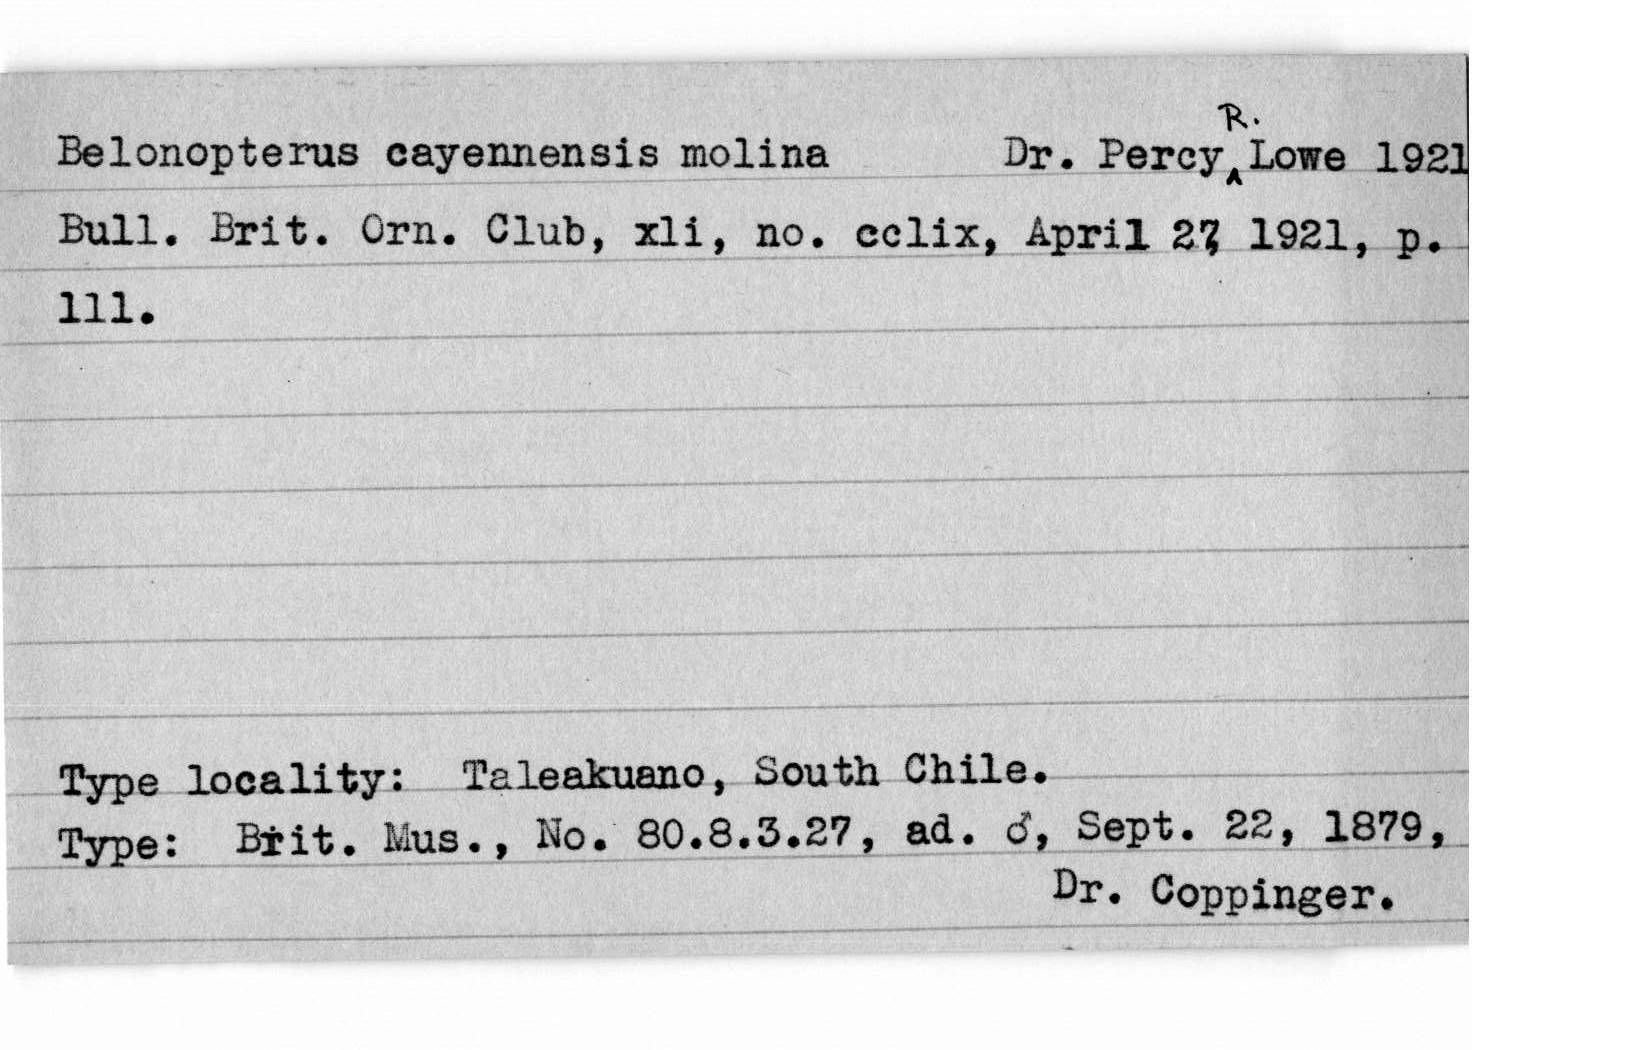 Belonopterus cayennensis molina Dr. Percy R. Lowe 1921
Bull. Brit. Orn. Club, xli, no. cclix, April 27, 1921, p.
111.
Type locality: Taleakuano, South Chile.
Type: Brit. Mus., No. 80.8.3.27, ad. ♂, Sept. 22, 1879,
Dr. Coppinger.